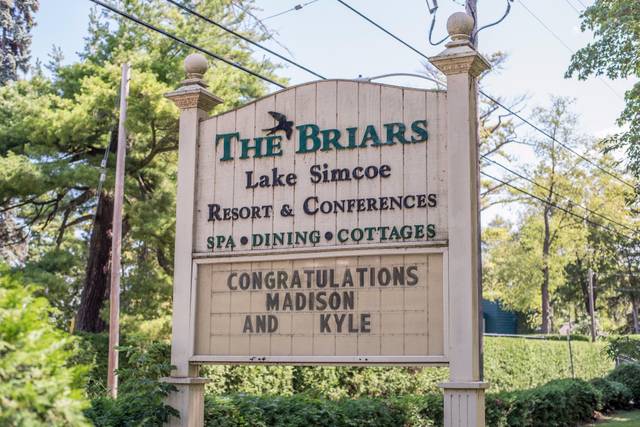 THE BRIARS
Lake Simcoe
RESORT & CONFERENCES
SPA • DINING • COTTAGES
CONGRATULATIONS
MADISON
AND KYLE